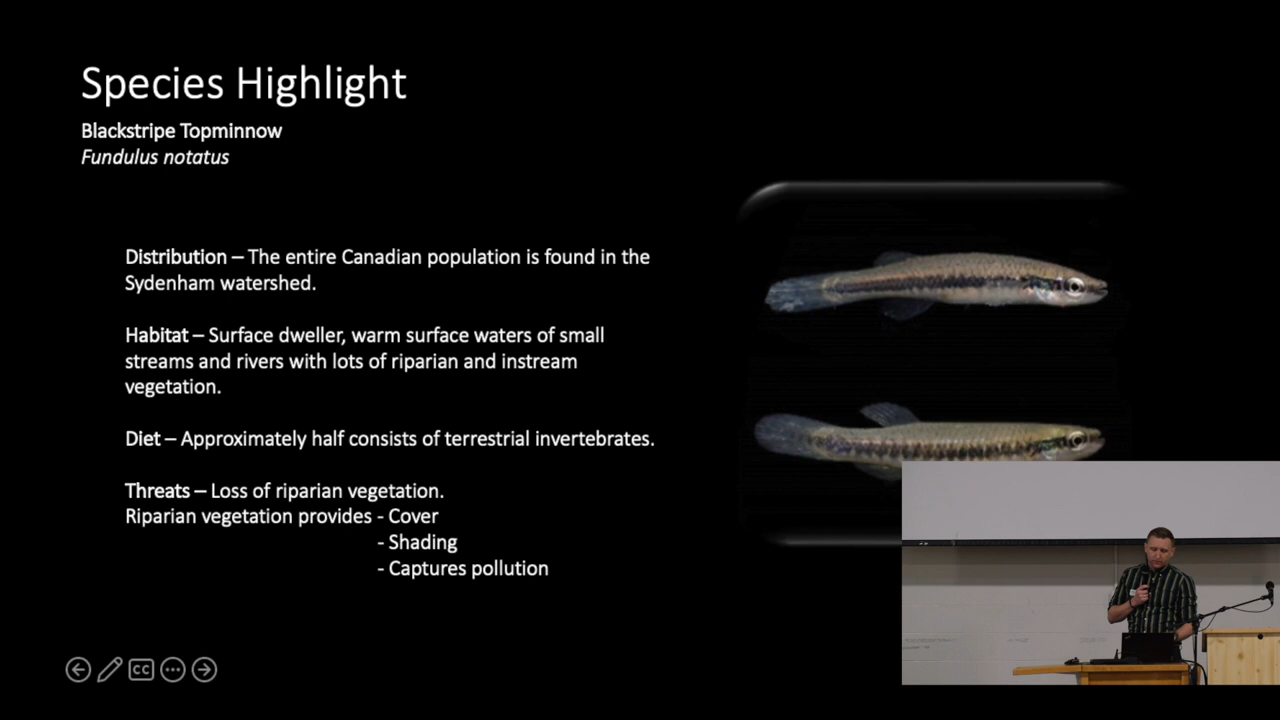 Species Highlight
Blackstripe Topminnow
Fundulus notatus
Distribution – The entire Canadian population is found in the
Sydenham watershed.
Habitat – Surface dweller, warm surface waters of small
streams and rivers with lots of riparian and instream
vegetation.
Diet – Approximately half consists of terrestrial invertebrates.
Threats – Loss of riparian vegetation.
Riparian vegetation provides - Cover
- Shading
- Captures pollution
CC